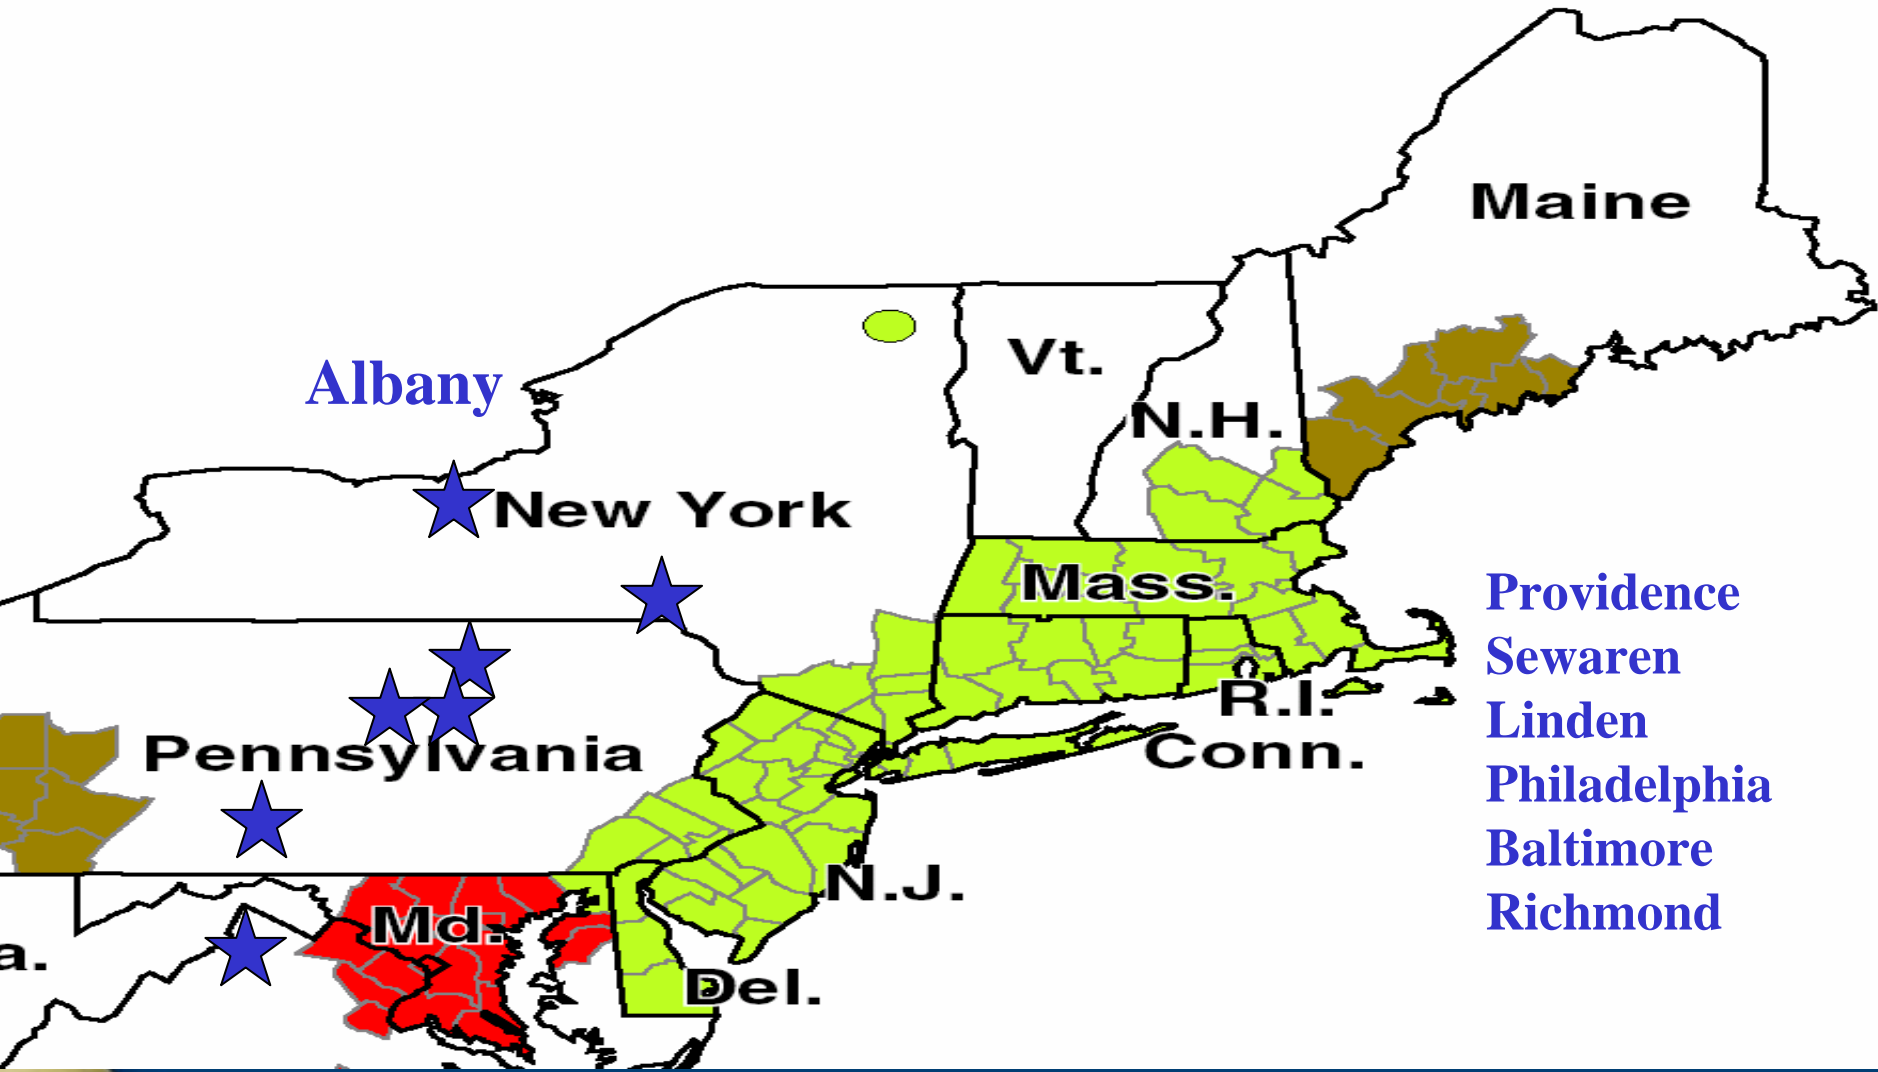 Maine
Vt.
Albany
N.H.
New York
Mass.
Providence
Sewaren
R.I.
Linden
Pennsylvania
Conn.
Philadelphia
Baltimore
N.J.
Richmond
Md.
a.
Del.